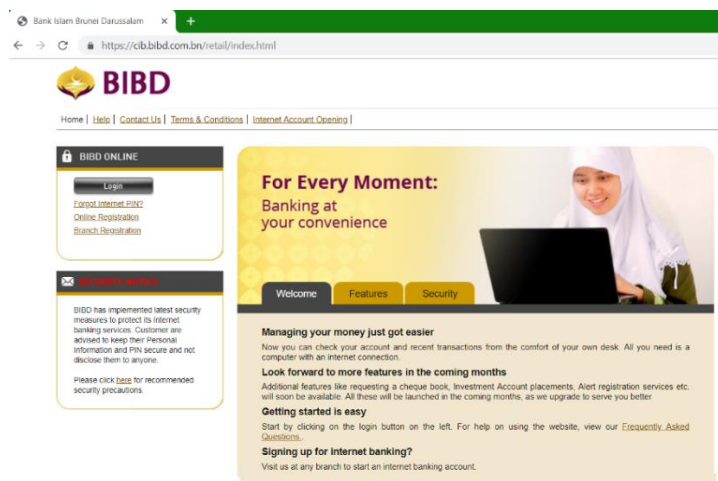 Bank Islam Brunei Darussalam
https://cib.bibd.com.bn/retail/index.html
BIBD
Home | Help | Contact Us | Terms & Conditions | Internet Account Opening |
BIBD ONLINE
Login
Forgot Internet PIN?
Online Registration
Branch Registration
SECURITY NOTICE
BIBD has implemented latest security
measures to protect its Internet
banking services. Customer are
advised to keep their Personal
Information and PIN secure and not
disclose them to anyone.
Please click here for recommended
security precautions.
For Every Moment:
Banking at
your convenience
Welcome Features Security
Managing your money just got easier
Now you can check your account and recent transactions from the comfort of your own desk. All you need is a
computer with an internet connection.
Look forward to more features in the coming months
Additional features like requesting a cheque book, Investment Account placements, Alert registration services etc.
will soon be available. All these will be launched in the coming months, as we upgrade to serve you better
Getting started is easy
Start by clicking on the login button on the left. For help on using the website, view our Frequently Asked
Questions.
Signing up for internet banking?
Visit us at any branch to start an internet banking account.